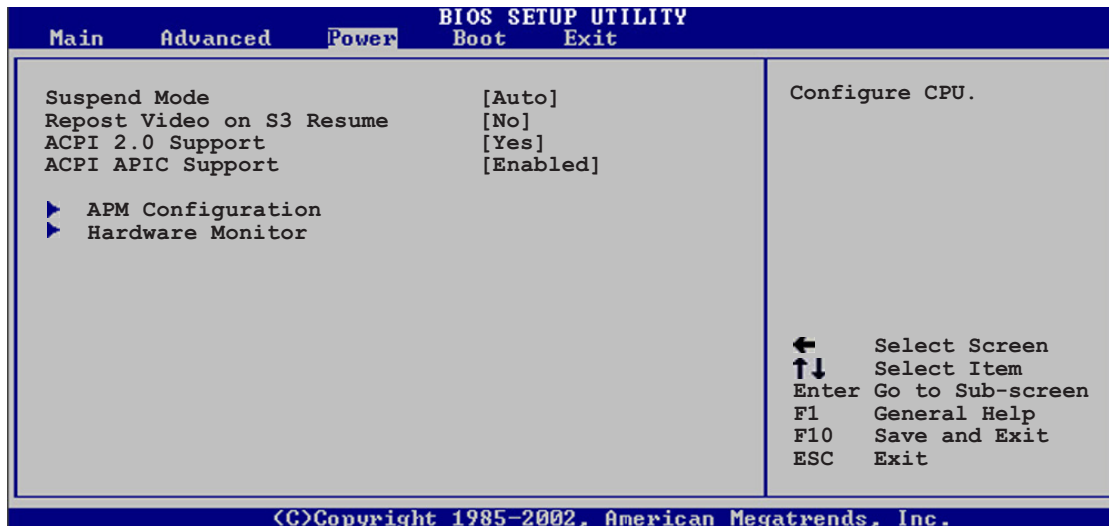 BIOS SETUP UTILITY
Main Advanced Power Boot Exit
Suspend Mode [Auto]
Repost Video on S3 Resume [No]
ACPI 2.0 Support [Yes]
ACPI APIC Support [Enabled]
APM Configuration
Hardware Monitor
Configure CPU.
← Select Screen
↑↓ Select Item
Enter Go to Sub-screen
F1 General Help
F10 Save and Exit
ESC Exit
(C)Copyright 1985-2002, American Megatrends, Inc.